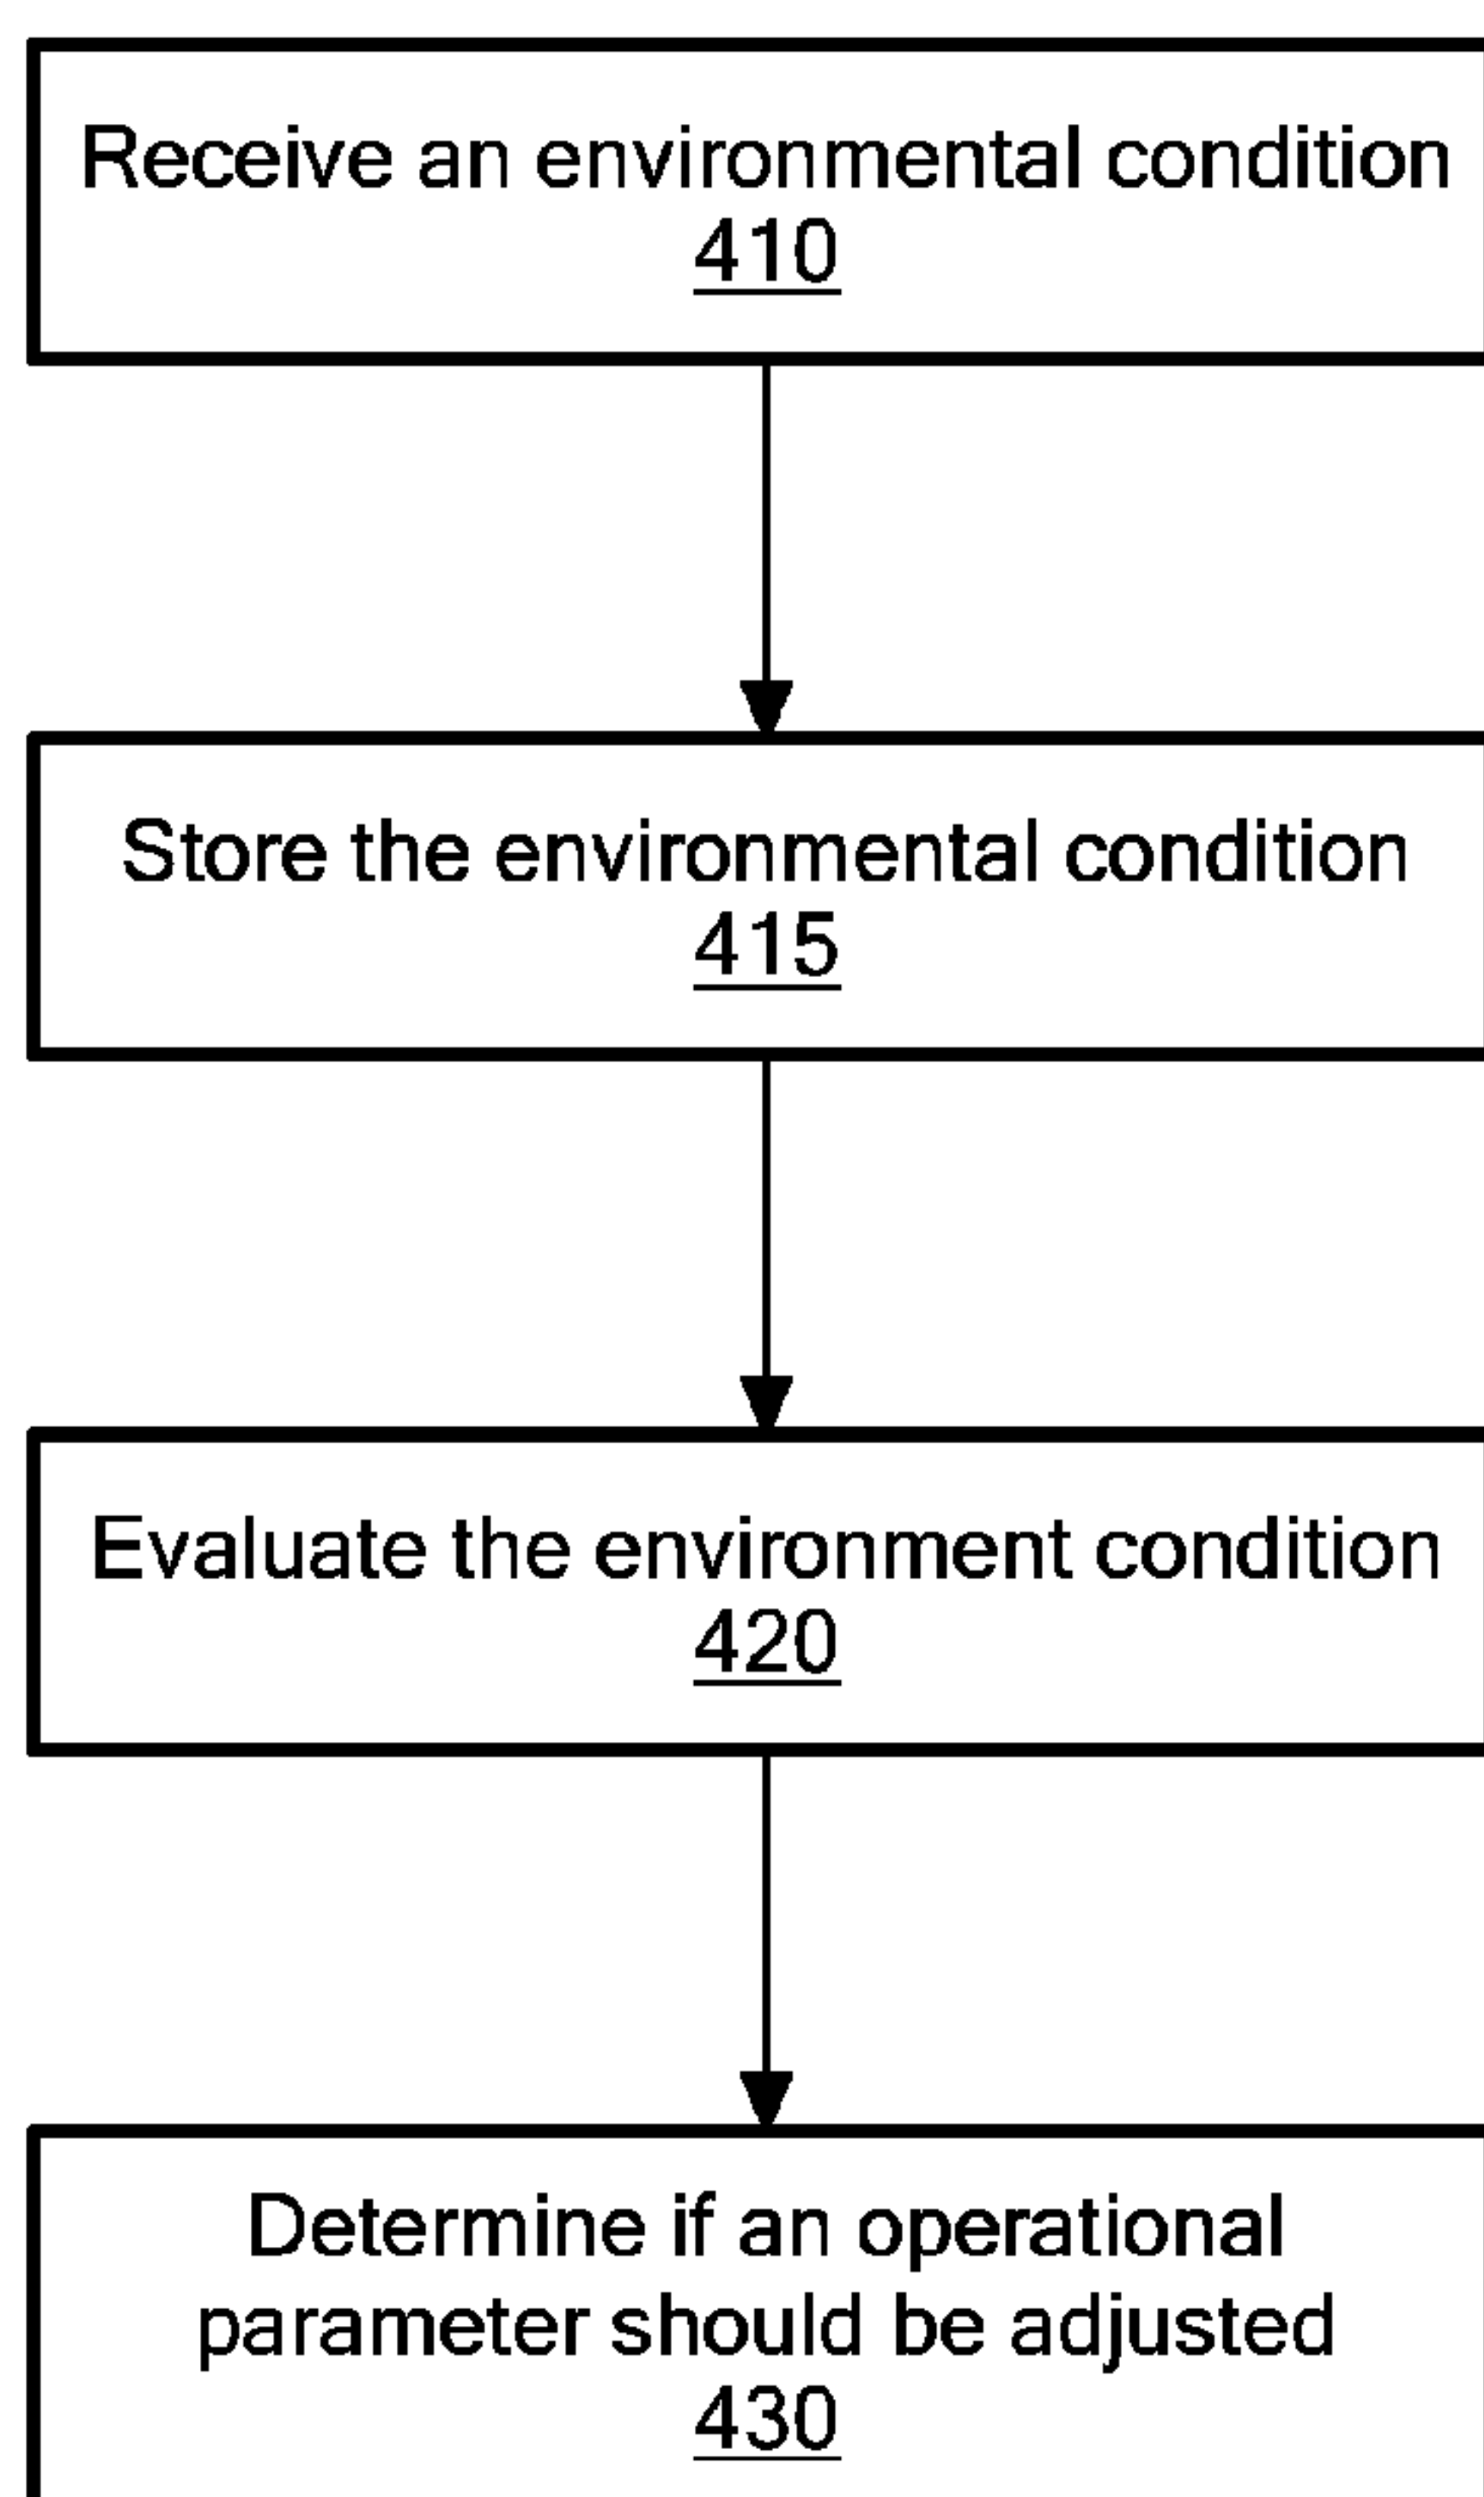 Receive an environmental condition
410
Store the environmental condition
415
Evaluate the environment condition
420
Determine if an operational
parameter should be adjusted
430